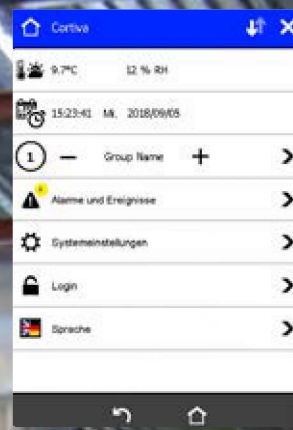 Cortiva
9.7°C 12 % RH
15:23:41 Mi. 2018/09/05
1 Group Name
Alarme und Ereignisse
Systemeinstellungen
Login
Sprache